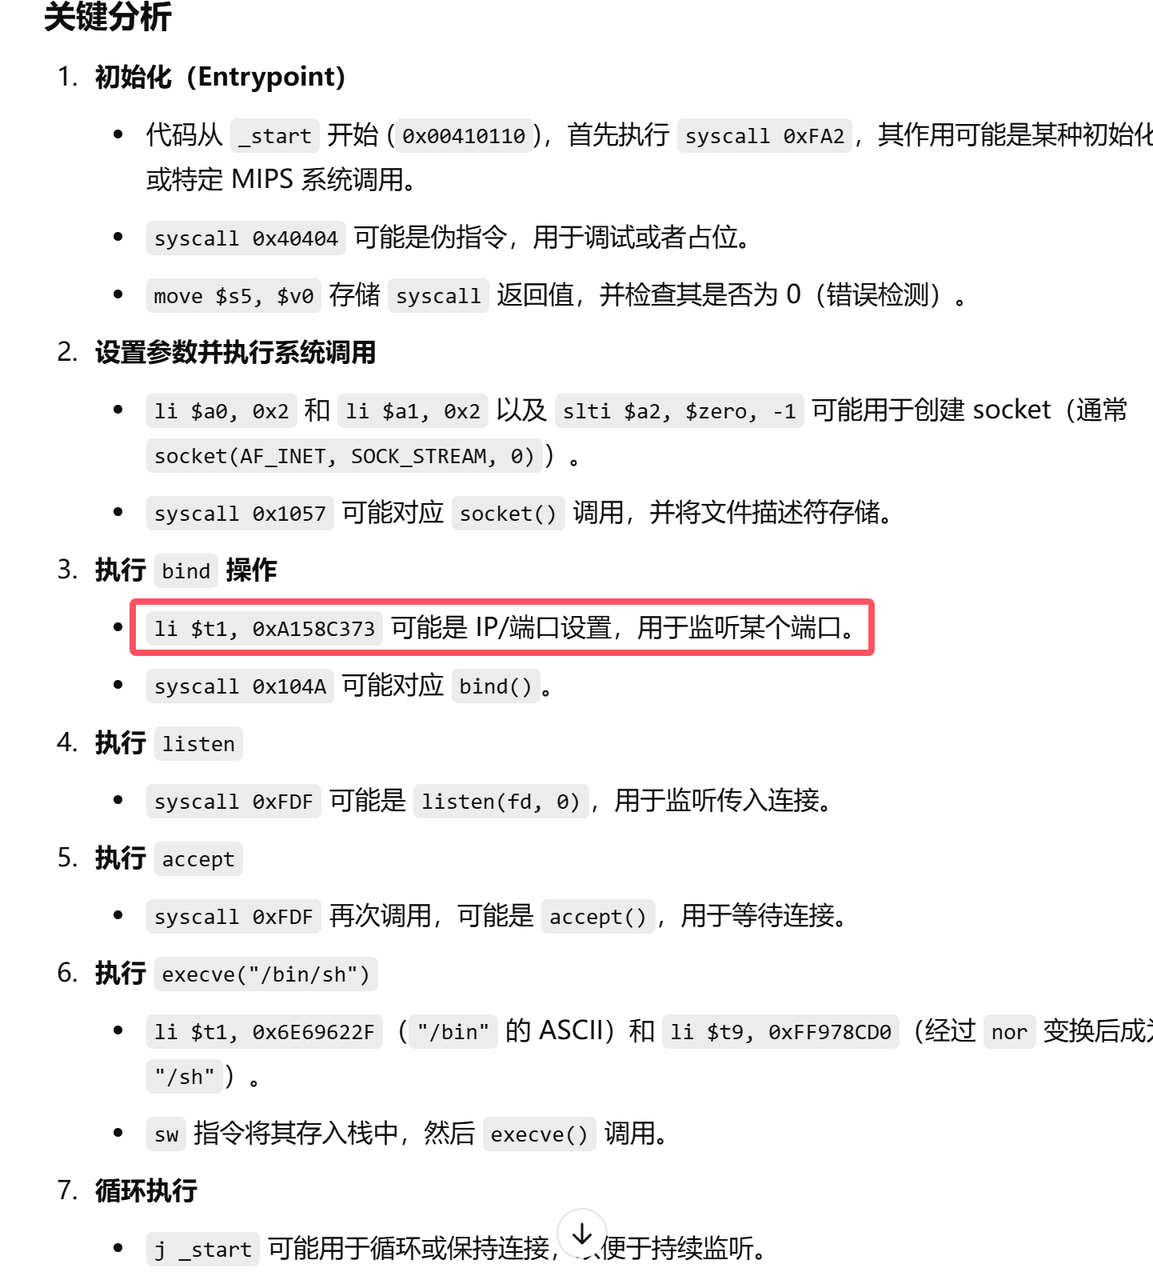 关键分析
1. 初始化（Entrypoint）
• 代码从 _start 开始 (0x00410110)，首先执行 syscall 0xFA2，其作用可能是某种初始化
或特定 MIPS 系统调用。
• syscall 0x40404 可能是伪指令，用于调试或者占位。
• move $s5, $v0 存储 syscall 返回值，并检查其是否为 0（错误检测）。
2. 设置参数并执行系统调用
• li $a0, 0x2 和 li $a1, 0x2 以及 slti $a2, $zero, -1 可能用于创建 socket（通常
socket(AF_INET, SOCK_STREAM, 0)）。
• syscall 0x1057 可能对应 socket() 调用，并将文件描述符存储。
3. 执行 bind 操作
• li $t1, 0xA158C373 可能是 IP/端口设置，用于监听某个端口。
• syscall 0x104A 可能对应 bind()。
4. 执行 listen
• syscall 0xFDF 可能是 listen(fd, 0)，用于监听传入连接。
5. 执行 accept
• syscall 0xFDF 再次调用，可能是 accept()，用于等待连接。
6. 执行 execve("/bin/sh")
• li $t1, 0x6E69622F（"/bin" 的 ASCII）和 li $t9, 0xFF978CD0（经过 nor 变换后成
"/sh"）。
• sw 指令将其存入栈中，然后 execve() 调用。
7. 循环执行
• j _start 可能用于循环或保持连接，便于持续监听。